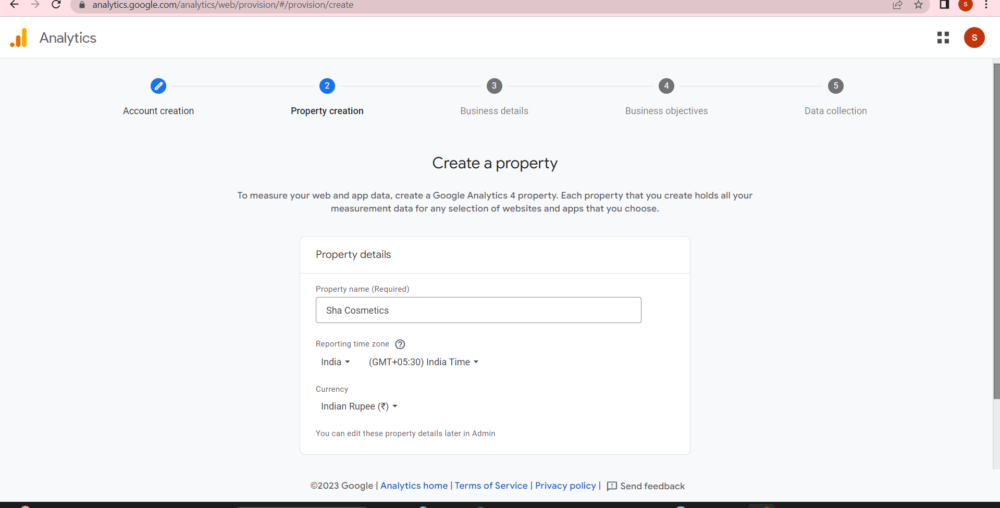 analytics.google.com/analytics/web/provision/#/provision/create
S
Analytics
S
2
3
4
5
Account creation
Property creation
Business details
Business objectives
Data collection
Create a property
To measure your web and app data, create a Google Analytics 4 property. Each property that you create holds all your
measurement data for any selection of websites and apps that you choose.
Property details
Property name (Required)
Sha Cosmetics
Reporting time zone ?
India (GMT+05:30) India Time
Currency
Indian Rupee (₹)
You can edit these property details later in Admin
©2023 Google | Analytics home | Terms of Service | Privacy policy | Send feedback